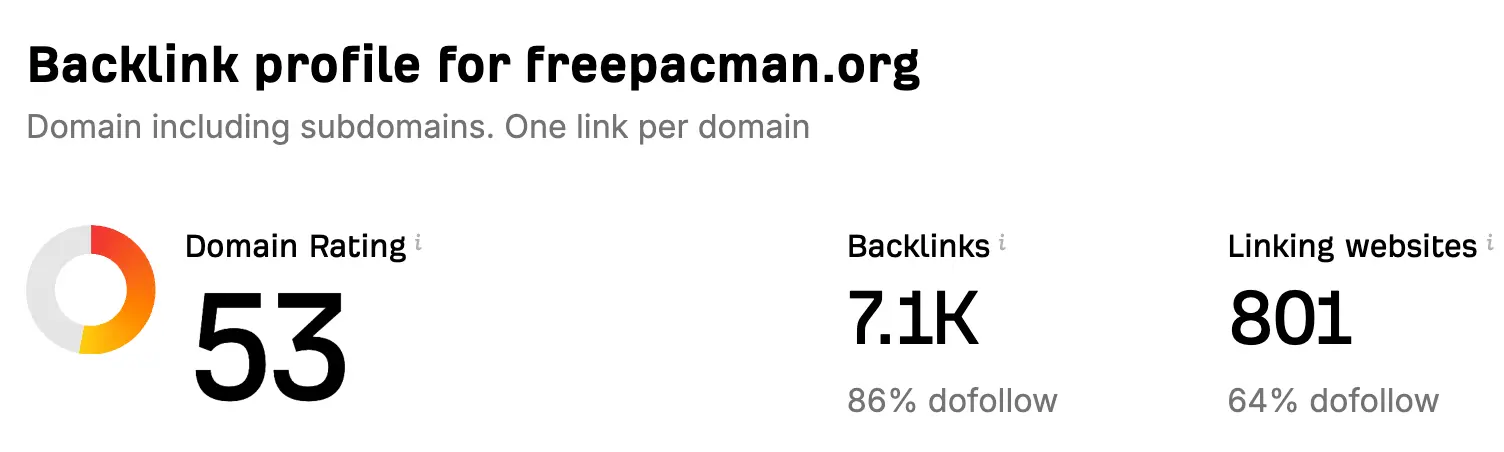 Backlink profile for freepacman.org
Domain including subdomains. One link per domain
Domain Rating i
53
Backlinks i
7.1K
86% dofollow
Linking websites i
801
64% dofollow